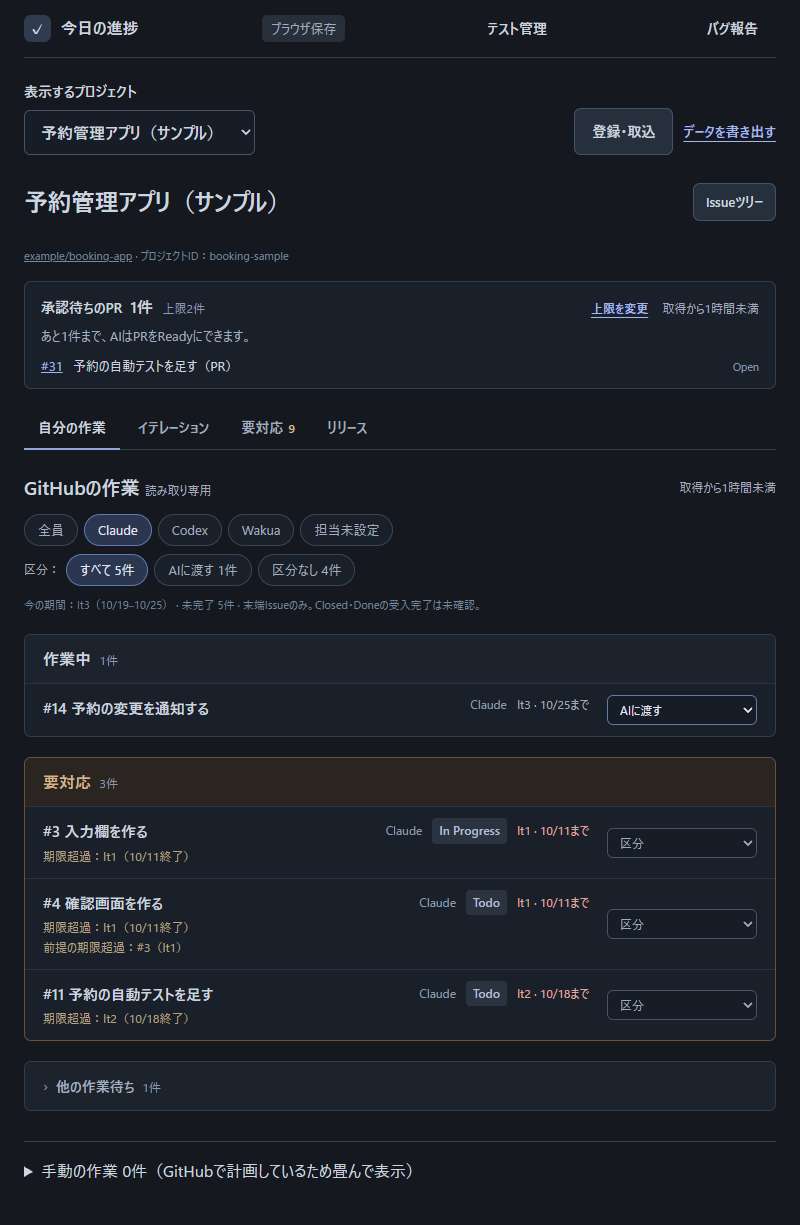 ✓ 今日の進捗 ブラウザ保存 テスト管理 バグ報告
表示するプロジェクト
予約管理アプリ（サンプル） 登録・取込 データを書き出す
予約管理アプリ（サンプル） Issueツリー
example/booking-app · プロジェクトID：booking-sample
承認待ちのPR 1件 上限2件 上限を変更 取得から1時間未満
あと1件まで、AIはPRをReadyにできます。
#31 予約の自動テストを足す（PR） Open
自分の作業 イテレーション 要対応 9 リリース
GitHubの作業 読み取り専用 取得から1時間未満
全員 Claude Codex Wakua 担当未設定
区分： すべて 5件 AIに渡す 1件 区分なし 4件
今の期間：It3（10/19–10/25） · 未完了 5件 · 末端Issueのみ。Closed・Doneの受入完了は未確認。
作業中 1件
#14 予約の変更を通知する Claude It3 · 10/25まで AIに渡す
要対応 3件
#3 入力欄を作る Claude In Progress It1 · 10/11まで 区分
期限超過：It1（10/11終了）
#4 確認画面を作る Claude Todo It1 · 10/11まで 区分
期限超過：It1（10/11終了）
前提の期限超過：#3（It1）
#11 予約の自動テストを足す Claude Todo It2 · 10/18まで 区分
期限超過：It2（10/18終了）
› 他の作業待ち 1件
▶ 手動の作業 0件（GitHubで計画しているため畳んで表示）